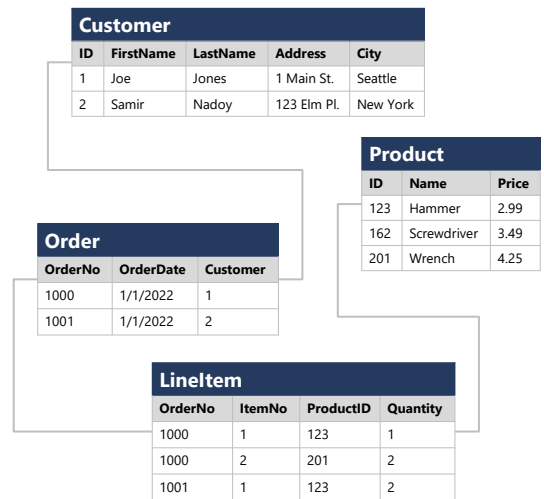 Customer
ID FirstName LastName Address City
1 Joe Jones 1 Main St. Seattle
2 Samir Nadoy 123 Elm Pl. New York
Product
ID Name Price
123 Hammer 2.99
162 Screwdriver 3.49
201 Wrench 4.25
Order
OrderNo OrderDate Customer
1000 1/1/2022 1
1001 1/1/2022 2
LineItem
OrderNo ItemNo ProductID Quantity
1000 1 123 1
1000 2 201 2
1001 1 123 2